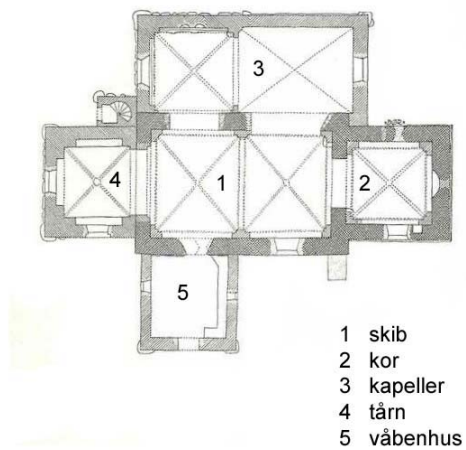 3
4
1
2
5
1 skib
2 kor
3 kapeller
4 tårn
5 våbenhus